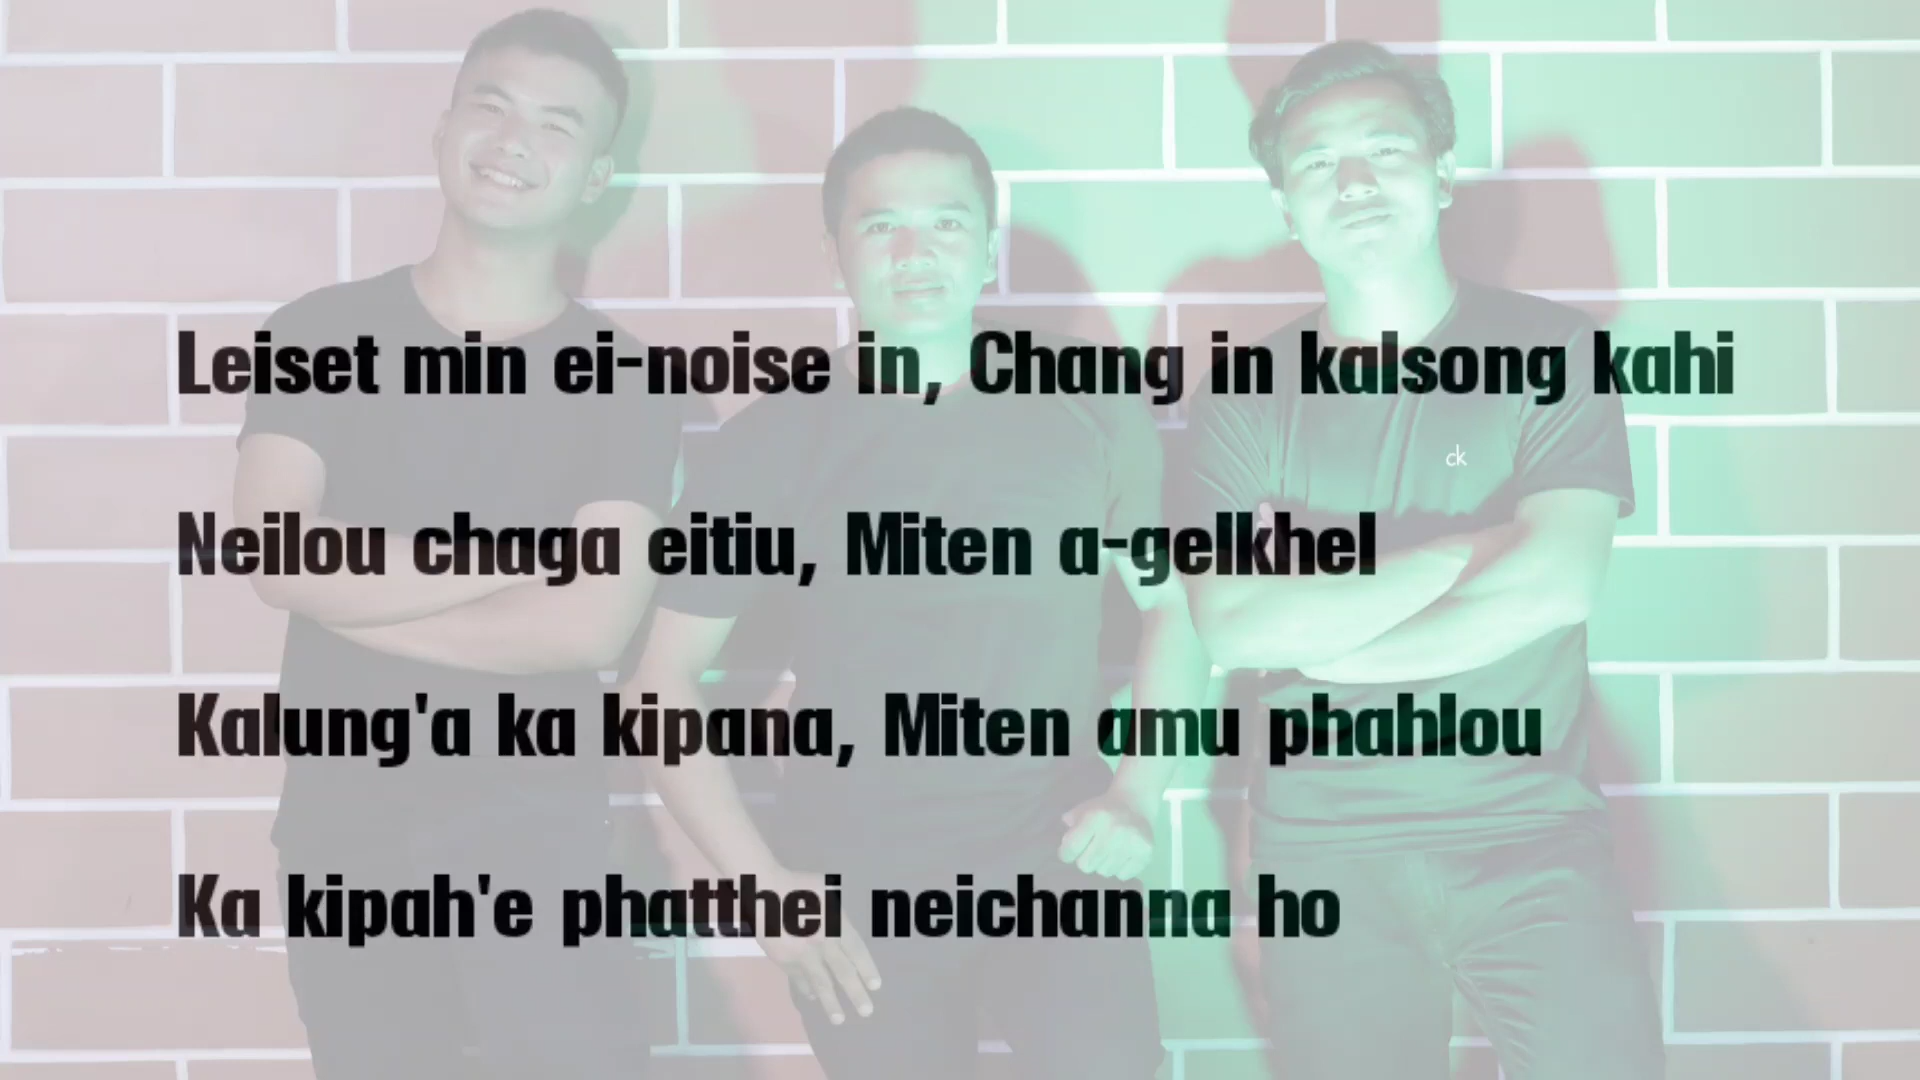 Leiset min ei-noise in, Chang in kalsong kahi
ck
Neilou chaga eitiu, Miten a-gelkhel
Kalung'a ka kipana, Miten amu phahlou
Ka kipah'e phatthei neichanna ho